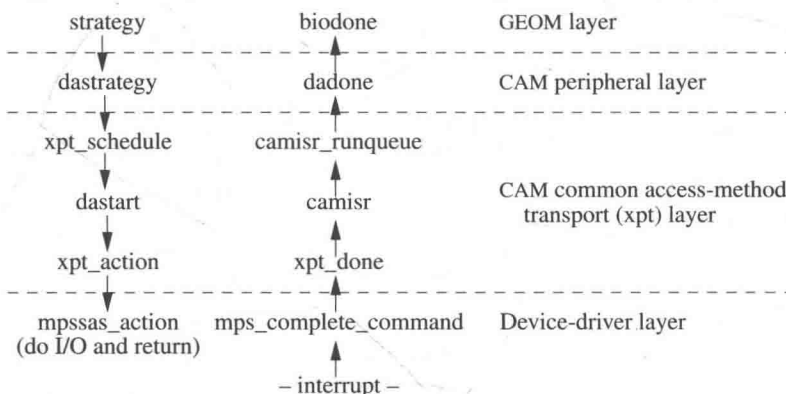 strategy biodone GEOM layer
dastrategy dadone CAM peripheral layer
xpt_schedule camisr_runqueue
dastart camisr CAM common access-method
transport (xpt) layer
xpt_action xpt_done
mpssas_action mps_complete_command Device-driver layer
(do I/O and return)
– interrupt –